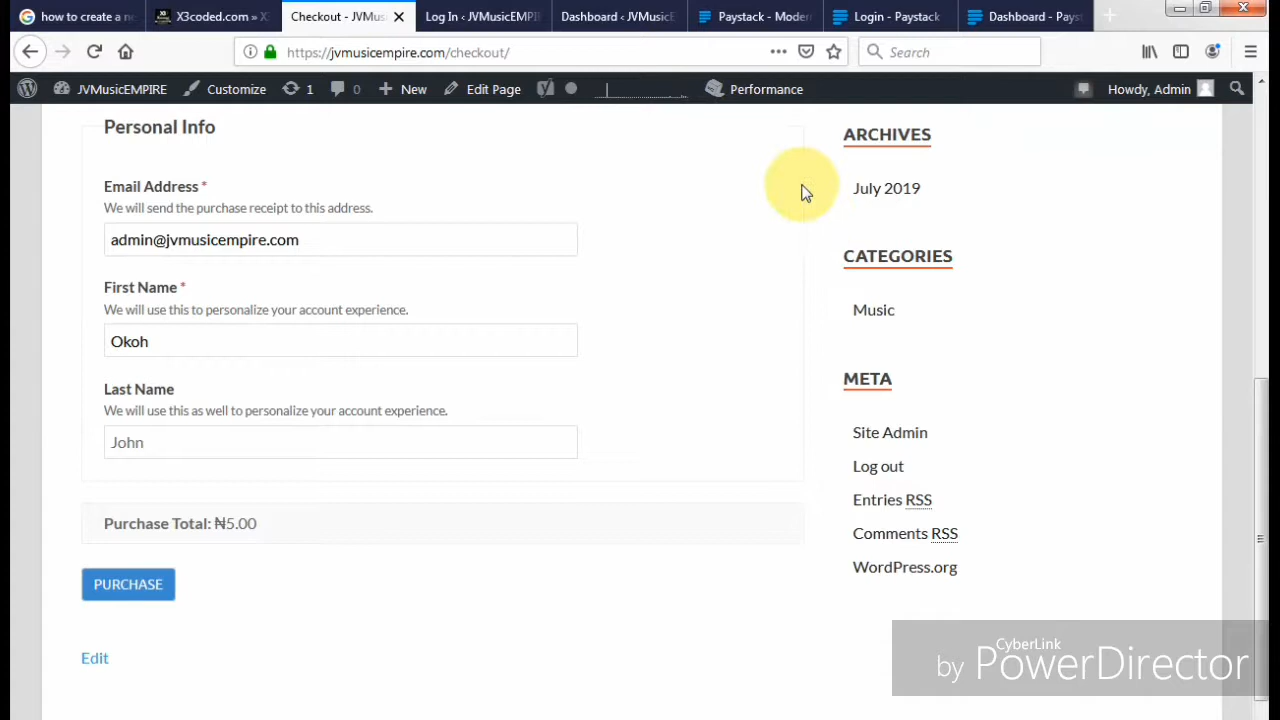 how to create a ne
X3coded.com » X
Checkout - JVMus
Log In ‹ JVMusicEMPI
Dashboard ‹ JVMusicE
Paystack - Moder
Login - Paystack
Dashboard - Pays
https://jvmusicempire.com/checkout/
Search
JVMusicEMPIRE
Customize
1
0
New
Edit Page
Performance
Howdy, Admin
Personal Info
Email Address *
We will send the purchase receipt to this address.
admin@jvmusicempire.com
First Name *
We will use this to personalize your account experience.
Okoh
Last Name
We will use this as well to personalize your account experience.
John
Purchase Total: ₦5.00
PURCHASE
Edit
ARCHIVES
July 2019
CATEGORIES
Music
META
Site Admin
Log out
Entries RSS
Comments RSS
WordPress.org
CyberLink
by PowerDirector